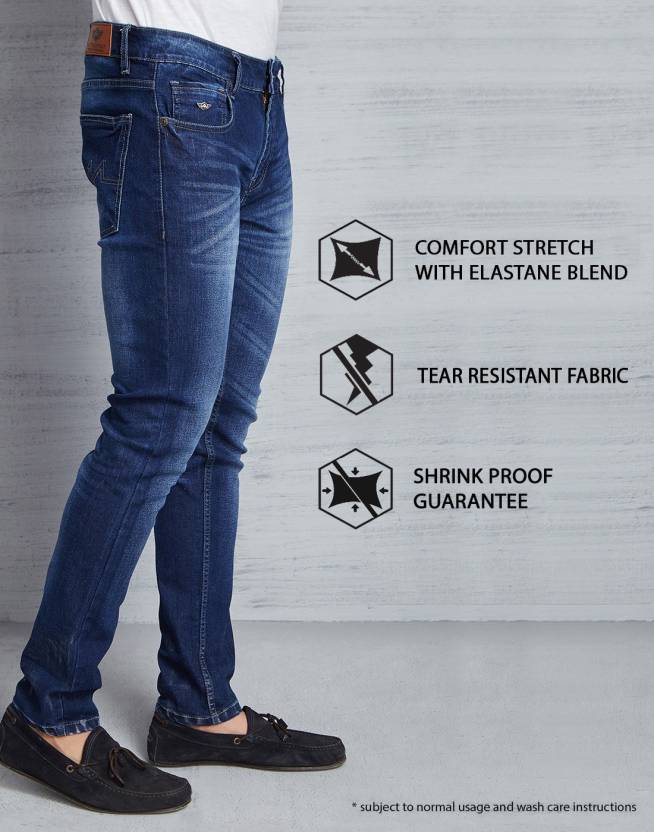 COMFORT STRETCH
WITH ELASTANE BLEND
TEAR RESISTANT FABRIC
SHRINK PROOF
GUARANTEE
* subject to normal usage and wash care instructions